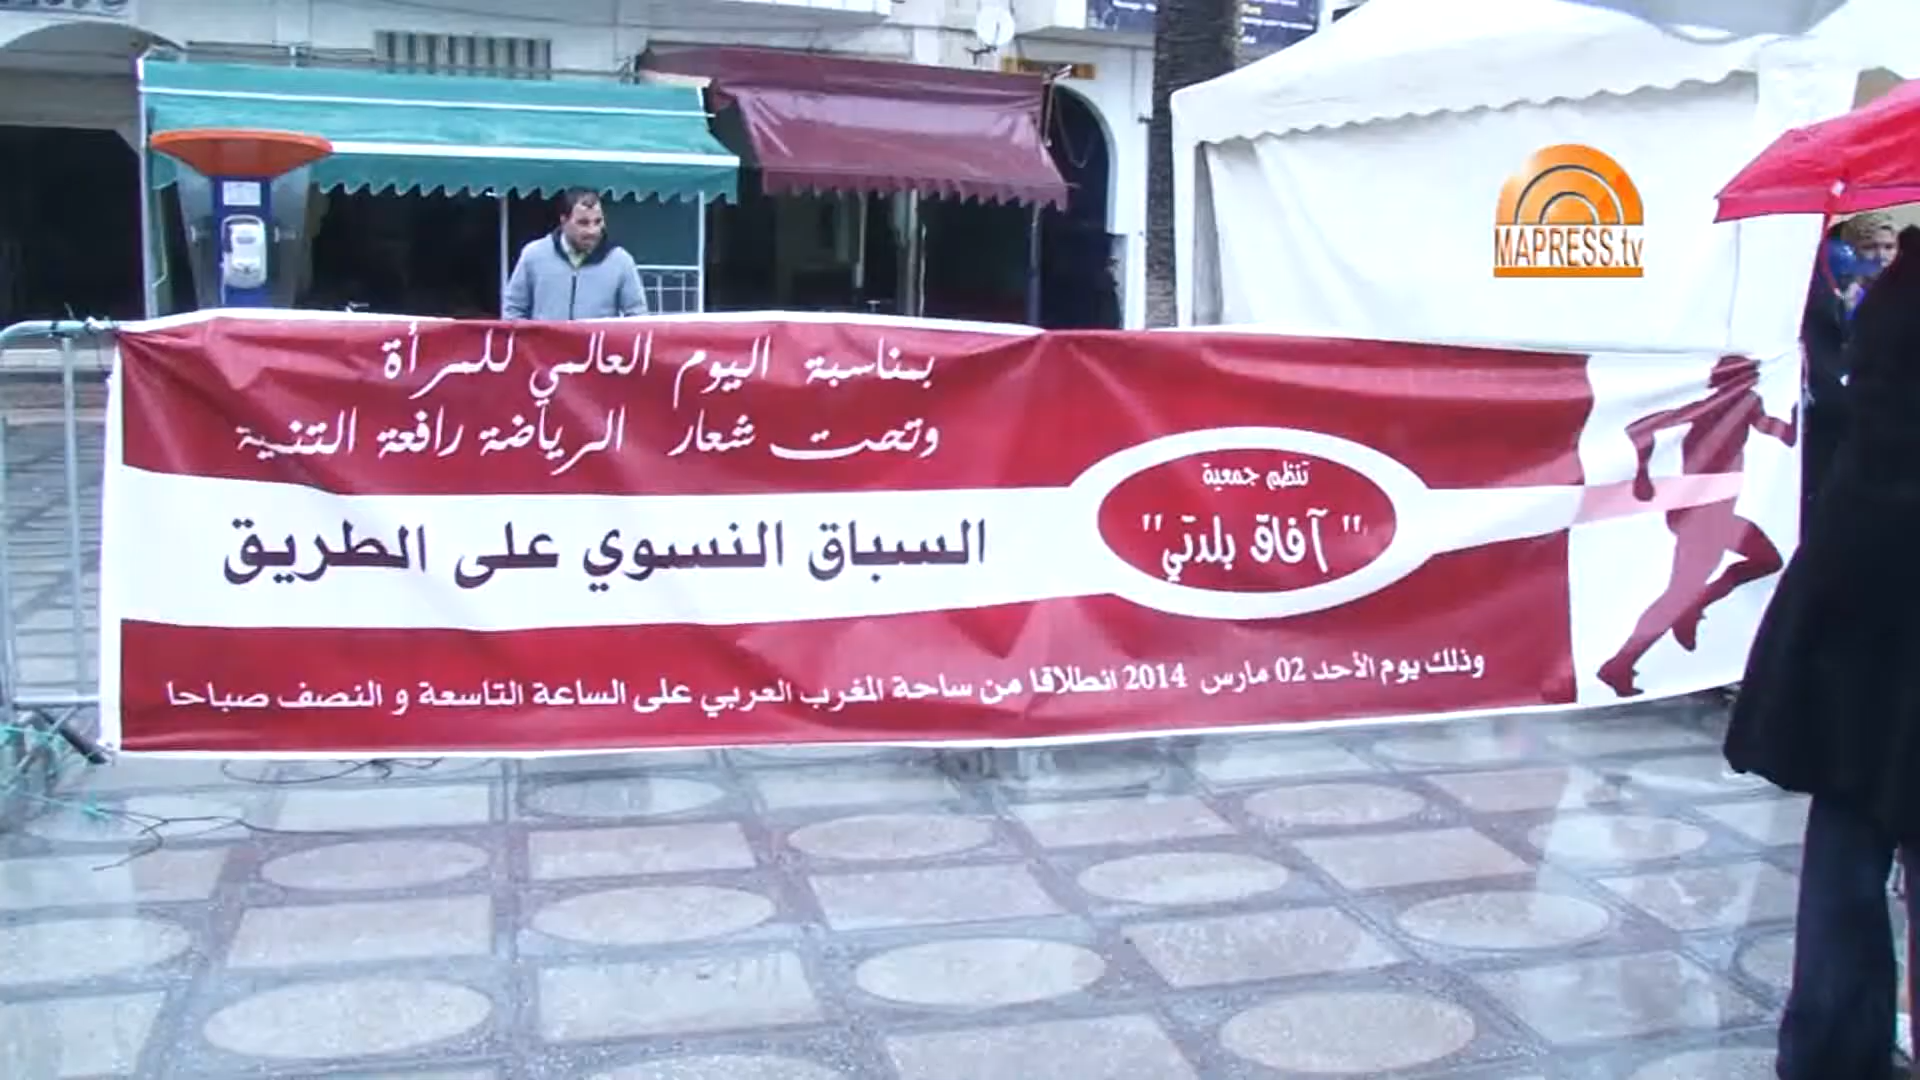 بمناسبة اليوم العالمي للمرأة
وتحت شعار الرياضة رافعة التنية
تنظم جمعية
"آفاق بلدتي"
السباق النسوي على الطريق
وذلك يوم الأحد 02 مارس 2014 انطلاقا من ساحة المغرب العربي على الساعة التاسعة و النصف صباحا
MAPRESS.tv